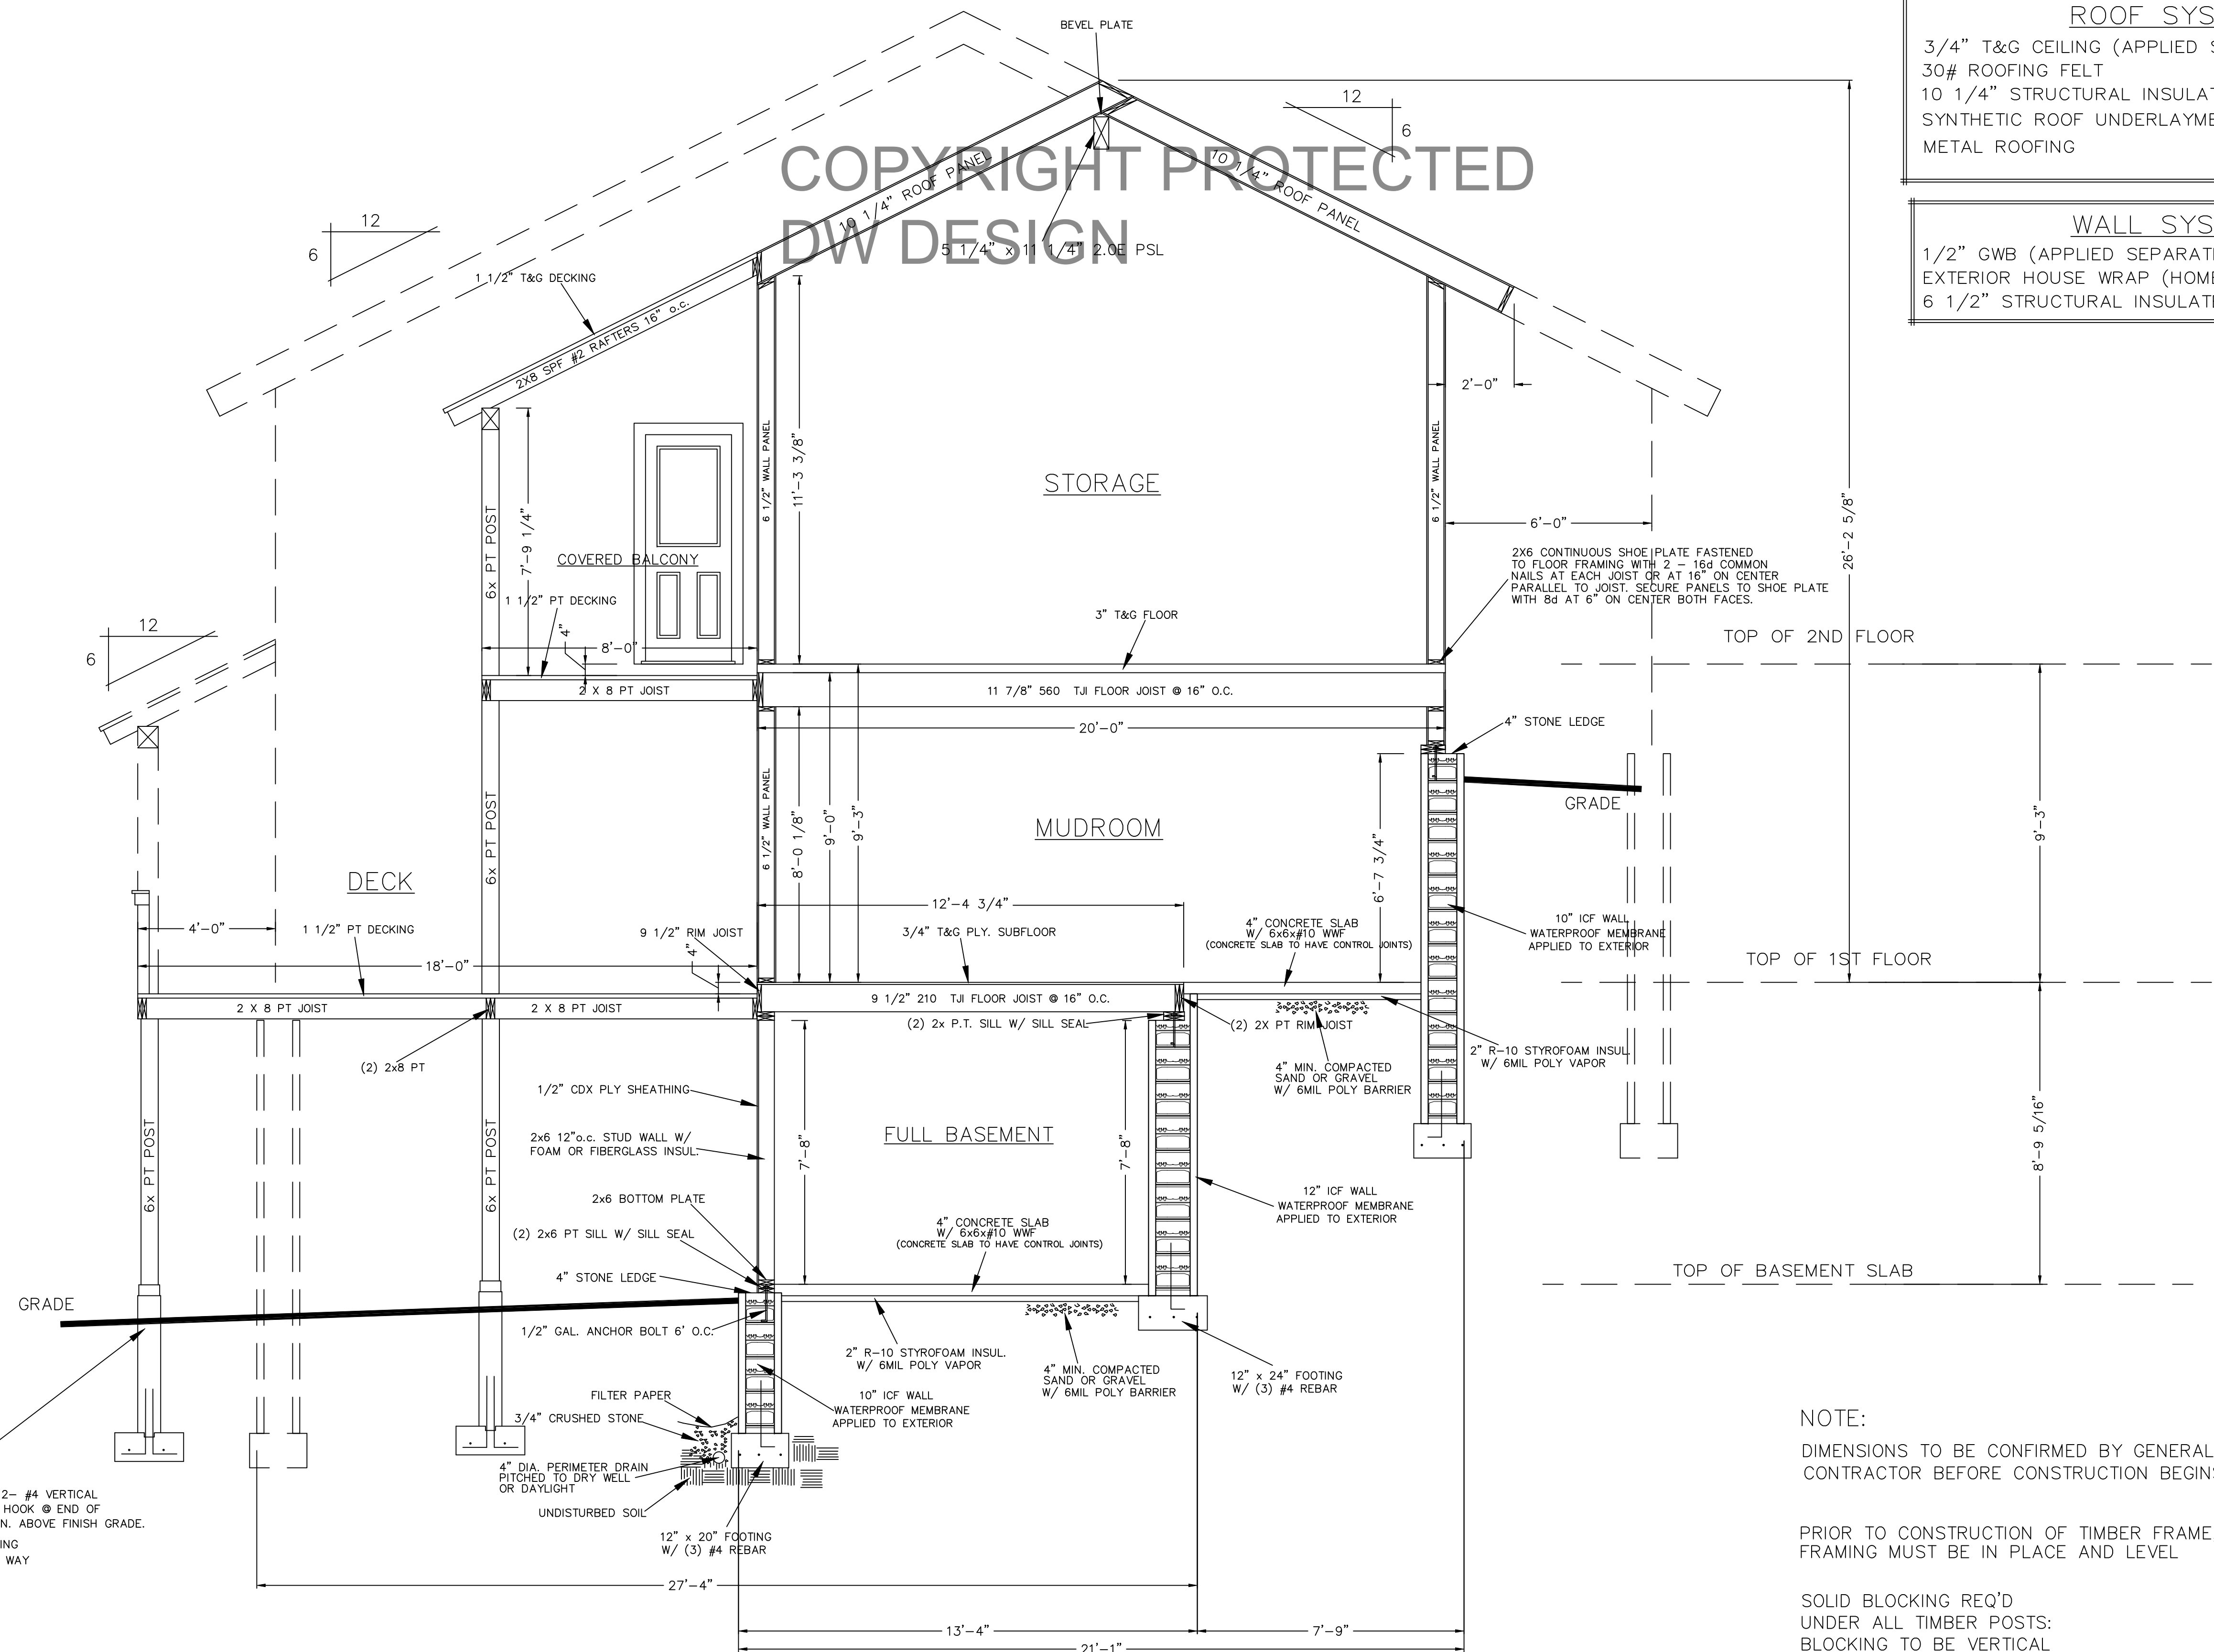 BEVEL PLATE
ROOF SYS
3/4" T&G CEILING (APPLIED S
30# ROOFING FELT
10 1/4" STRUCTURAL INSULAT
SYNTHETIC ROOF UNDERLAYME
METAL ROOFING
WALL SYS
1/2" GWB (APPLIED SEPARAT
EXTERIOR HOUSE WRAP (HOM
6 1/2" STRUCTURAL INSULAT
12
6
COPYRIGHT PROTECTED
DW DESIGN
10 1/4" ROOF PANEL
10 1/4" ROOF PANEL
5 1/4" x 11 1/4" 2.0E PSL
12
6
1 1/2" T&G DECKING
2X8 SPF #2 RAFTERS 16" o.c.
2'-0"
6 1/2" WALL PANEL
11'-3 3/8"
STORAGE
6 1/2" WALL PANEL
6'-0"
26'-2 5/8"
6x PT POST
7'-9 1/4"
COVERED BALCONY
1 1/2" PT DECKING
4"
8'-0"
2X6 CONTINUOUS SHOE PLATE FASTENED
TO FLOOR FRAMING WITH 2 - 16d COMMON
NAILS AT EACH JOIST OR AT 16" ON CENTER
PARALLEL TO JOIST. SECURE PANELS TO SHOE PLATE
WITH 8d AT 6" ON CENTER BOTH FACES.
3" T&G FLOOR
TOP OF 2ND FLOOR
12
6
2 X 8 PT JOIST
11 7/8" 560 TJI FLOOR JOIST @ 16" O.C.
20'-0"
4" STONE LEDGE
GRADE
6x PT POST
6 1/2" WALL PANEL
8'-0 1/8"
9'-0"
9'-3"
MUDROOM
6'-7 3/4"
9'-3"
DECK
12'-4 3/4"
4'-0"
1 1/2" PT DECKING
9 1/2" RIM JOIST
4"
3/4" T&G PLY. SUBFLOOR
4" CONCRETE SLAB
W/ 6x6x#10 WWF
(CONCRETE SLAB TO HAVE CONTROL JOINTS)
10" ICF WALL
WATERPROOF MEMBRANE
APPLIED TO EXTERIOR
18'-0"
TOP OF 1ST FLOOR
2 X 8 PT JOIST
2 X 8 PT JOIST
9 1/2" 210 TJI FLOOR JOIST @ 16" O.C.
(2) 2x P.T. SILL W/ SILL SEAL
(2) 2X PT RIM JOIST
(2) 2x8 PT
4" MIN. COMPACTED
SAND OR GRAVEL
W/ 6MIL POLY BARRIER
2" R-10 STYROFOAM INSUL.
W/ 6MIL POLY VAPOR
1/2" CDX PLY SHEATHING
2x6 12"o.c. STUD WALL W/
FOAM OR FIBERGLASS INSUL.
7'-8"
FULL BASEMENT
7'-8"
8'-9 5/16"
6x PT POST
6x PT POST
2x6 BOTTOM PLATE
(2) 2x6 PT SILL W/ SILL SEAL
4" CONCRETE SLAB
W/ 6x6x#10 WWF
(CONCRETE SLAB TO HAVE CONTROL JOINTS)
12" ICF WALL
WATERPROOF MEMBRANE
APPLIED TO EXTERIOR
4" STONE LEDGE
TOP OF BASEMENT SLAB
GRADE
1/2" GAL. ANCHOR BOLT 6' O.C.
2" R-10 STYROFOAM INSUL.
W/ 6MIL POLY VAPOR
4" MIN. COMPACTED
SAND OR GRAVEL
W/ 6MIL POLY BARRIER
12" x 24" FOOTING
W/ (3) #4 REBAR
FILTER PAPER
3/4" CRUSHED STONE
10" ICF WALL
WATERPROOF MEMBRANE
APPLIED TO EXTERIOR
4" DIA. PERIMETER DRAIN
PITCHED TO DRY WELL
OR DAYLIGHT
UNDISTURBED SOIL
12" x 20" FOOTING
W/ (3) #4 REBAR
2- #4 VERTICAL
HOOK @ END OF
N. ABOVE FINISH GRADE.
ING
WAY
27'-4"
13'-4"
7'-9"
21'-1"
NOTE:
DIMENSIONS TO BE CONFIRMED BY GENERAL
CONTRACTOR BEFORE CONSTRUCTION BEGINS
PRIOR TO CONSTRUCTION OF TIMBER FRAME
FRAMING MUST BE IN PLACE AND LEVEL
SOLID BLOCKING REQ'D
UNDER ALL TIMBER POSTS:
BLOCKING TO BE VERTICAL